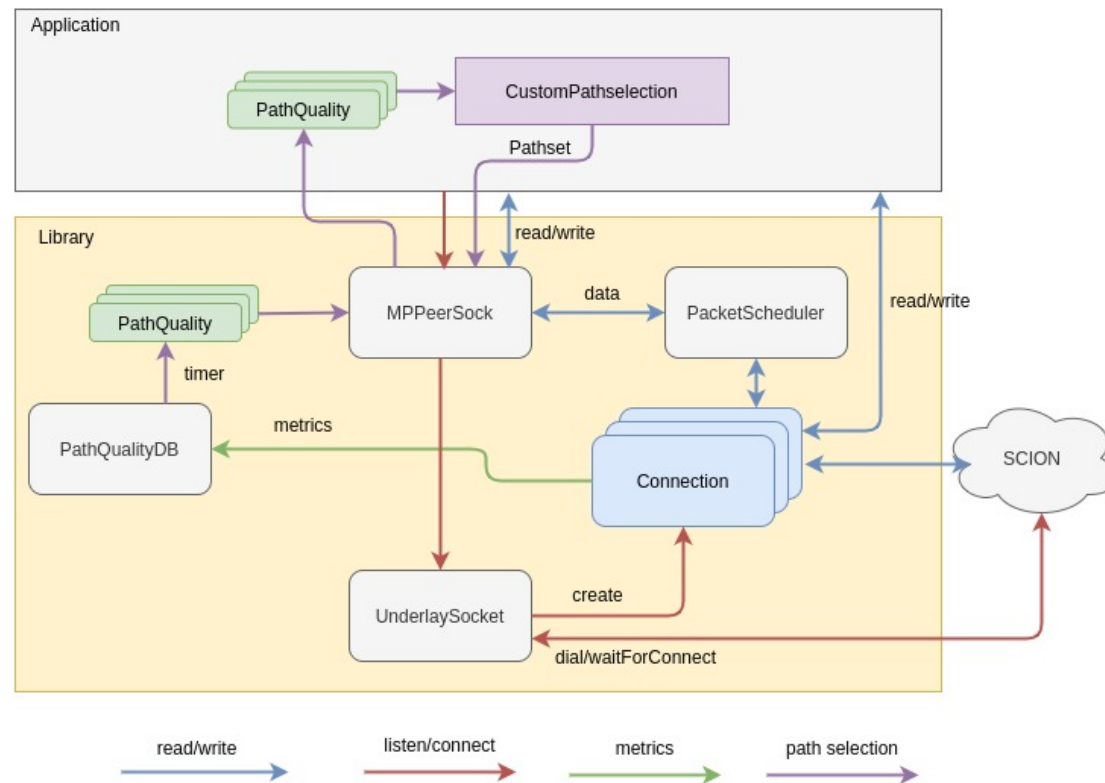 Application
PathQuality
CustomPathselection
Pathset
Library
read/write
PathQuality
MPPeerSock
data
PacketScheduler
read/write
timer
PathQualityDB
metrics
Connection
SCION
UnderlaySocket
create
dial/waitForConnect
read/write
listen/connect
metrics
path selection